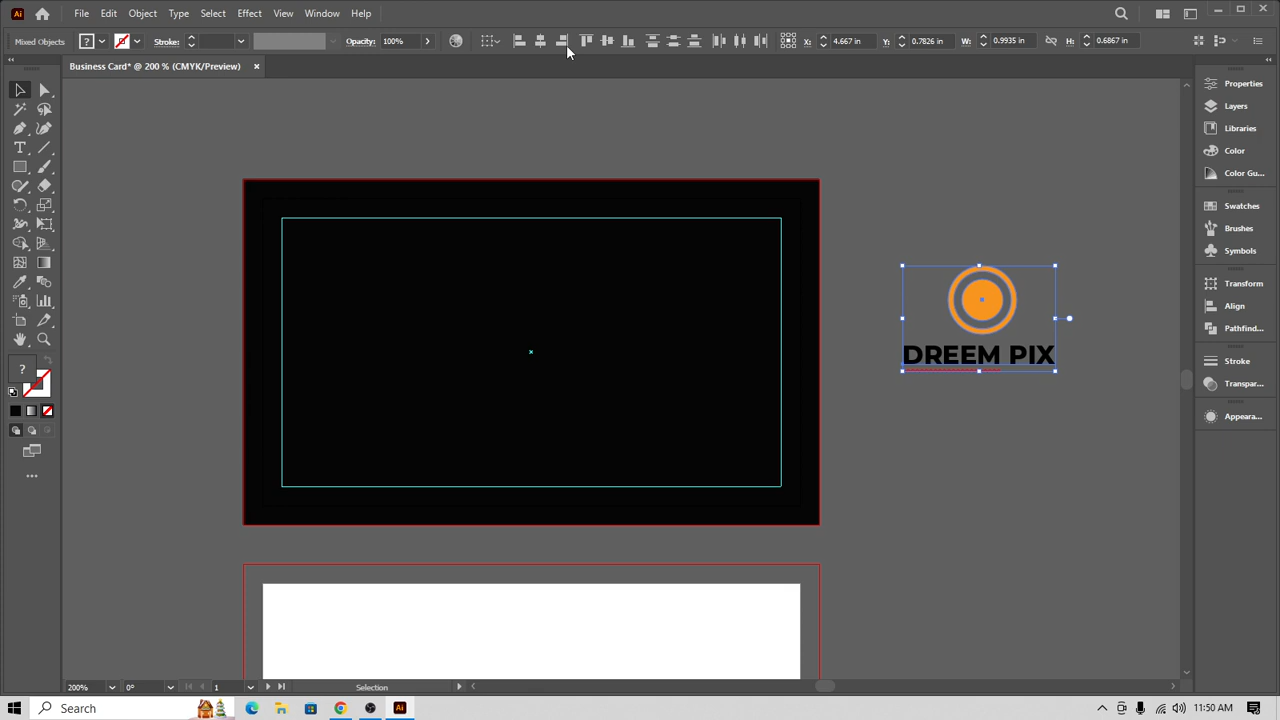 Ai File Edit Object Type Select Effect View Window Help
Mixed Objects ? Stroke: Opacity: 100% X: 4.667 in Y: 0.7826 in W: 0.9935 in H: 0.6867 in
Business Card* @ 200 % (CMYK/Preview)
Properties
Layers
Libraries
Color
Color Gu...
Swatches
Brushes
Symbols
Transform
Align
Pathfind...
Stroke
Transpar...
Appeara...
DREEM PIX
?
200% 0° 1 Selection
Search Ai 11:50 AM